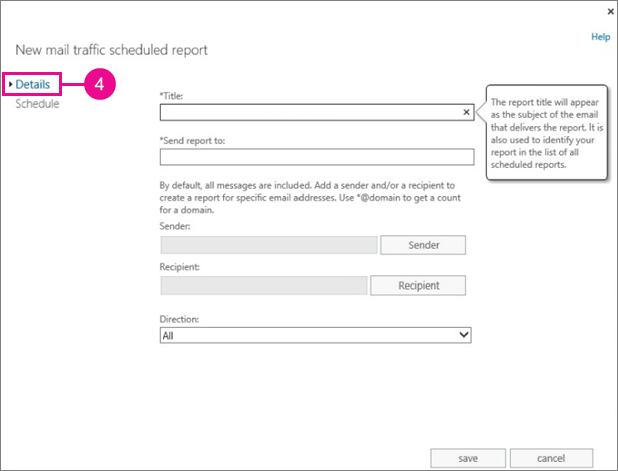 Help
New mail traffic scheduled report
Details
4
Schedule
*Title:
The report title will appear
as the subject of the email
that delivers the report. It is
also used to identify your
report in the list of all
scheduled reports.
*Send report to:
By default, all messages are included. Add a sender and/or a recipient to
create a report for specific email addresses. Use *@domain to get a count
for a domain.
Sender:
Sender
Recipient:
Recipient
Direction:
All
save
cancel